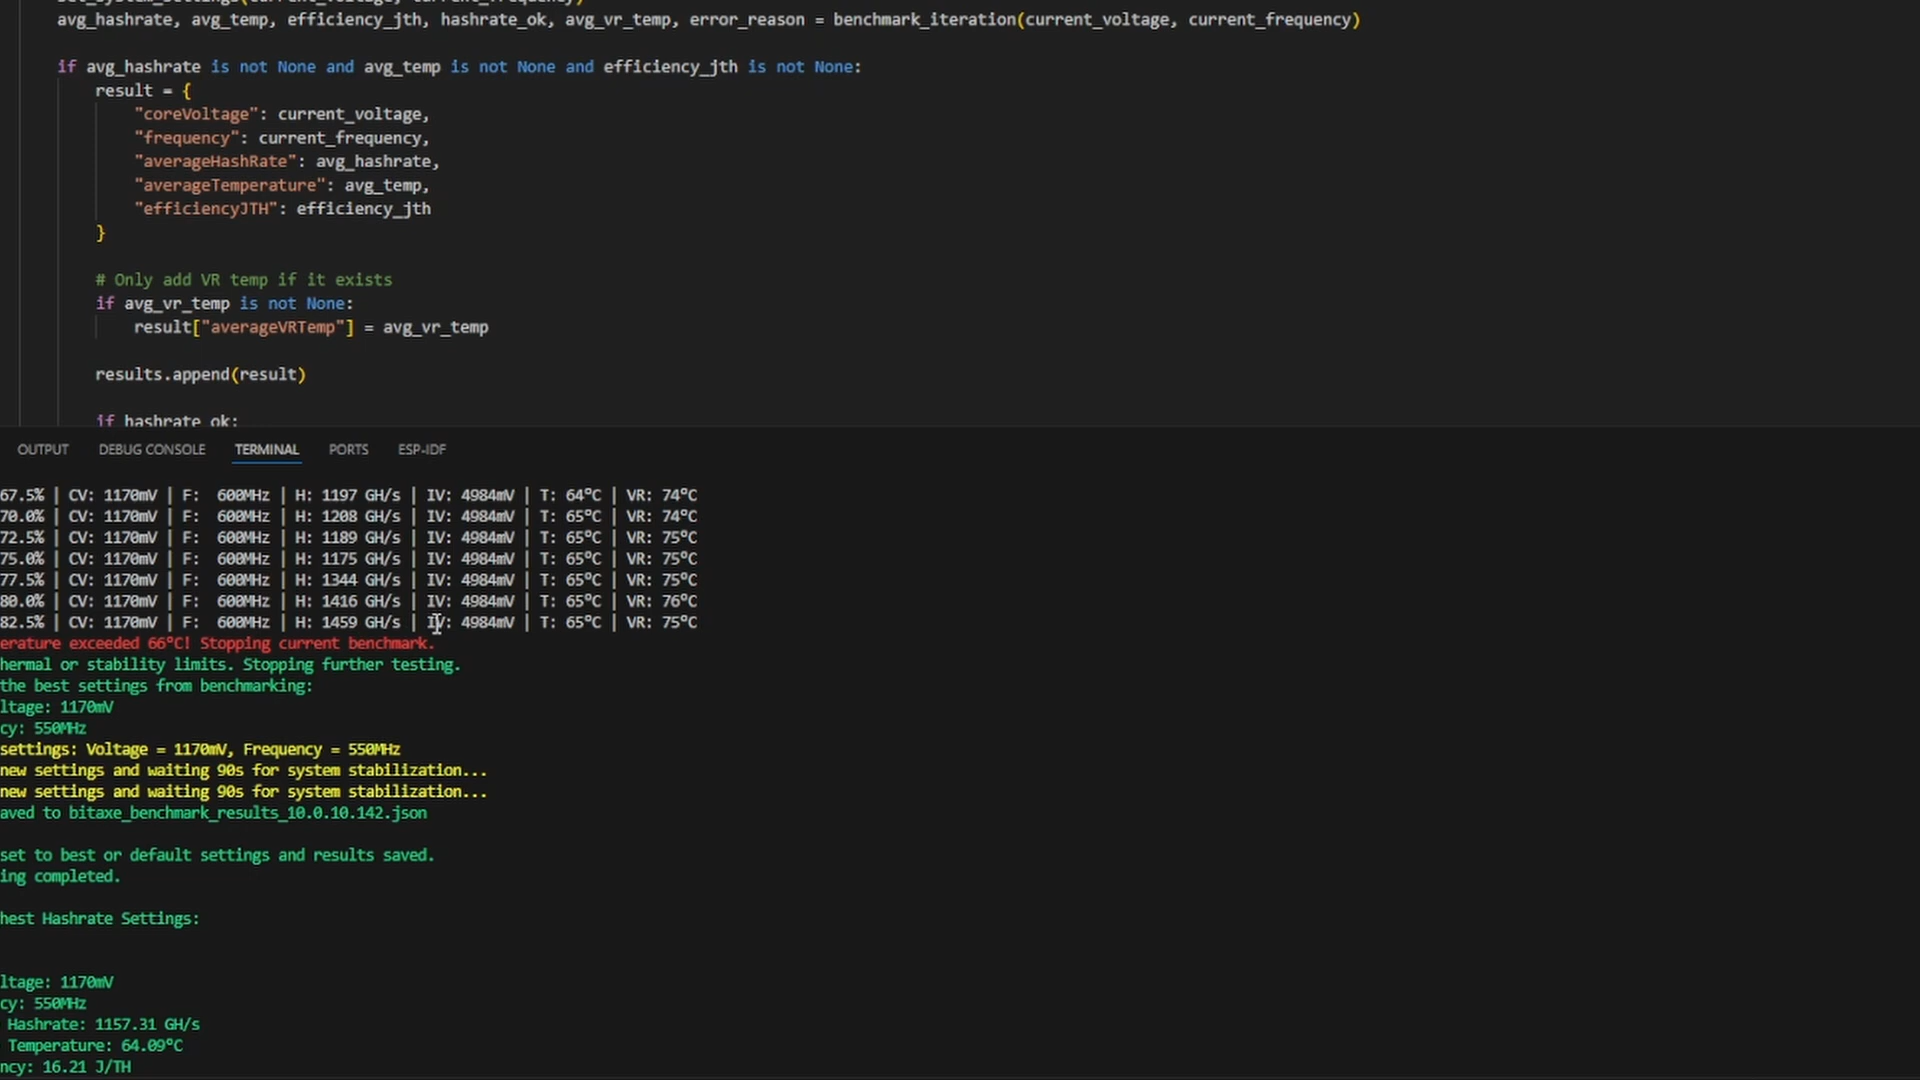 avg_hashrate, avg_temp, efficiency_jth, hashrate_ok, avg_vr_temp, error_reason = benchmark_iteration(current_voltage, current_frequency)
if avg_hashrate is not None and avg_temp is not None and efficiency_jth is not None:
result = {
"coreVoltage": current_voltage,
"frequency": current_frequency,
"averageHashRate": avg_hashrate,
"averageTemperature": avg_temp,
"efficiencyJTH": efficiency_jth
}
# Only add VR temp if it exists
if avg_vr_temp is not None:
result["averageVRTemp"] = avg_vr_temp
results.append(result)
if hashrate_ok:
OUTPUT DEBUG CONSOLE TERMINAL PORTS ESP-IDF
67.5% | CV: 1170mV | F:  600MHz | H: 1197 GH/s | IV: 4984mV | T: 64°C | VR: 74°C
70.0% | CV: 1170mV | F:  600MHz | H: 1208 GH/s | IV: 4984mV | T: 65°C | VR: 74°C
72.5% | CV: 1170mV | F:  600MHz | H: 1189 GH/s | IV: 4984mV | T: 65°C | VR: 75°C
75.0% | CV: 1170mV | F:  600MHz | H: 1175 GH/s | IV: 4984mV | T: 65°C | VR: 75°C
77.5% | CV: 1170mV | F:  600MHz | H: 1344 GH/s | IV: 4984mV | T: 65°C | VR: 75°C
80.0% | CV: 1170mV | F:  600MHz | H: 1416 GH/s | IV: 4984mV | T: 65°C | VR: 76°C
82.5% | CV: 1170mV | F:  600MHz | H: 1459 GH/s | IV: 4984mV | T: 65°C | VR: 75°C
erature exceeded 66°C! Stopping current benchmark.
hermal or stability limits. Stopping further testing.
the best settings from benchmarking:
ltage: 1170mV
cy: 550MHz
settings: Voltage = 1170mV, Frequency = 550MHz
new settings and waiting 90s for system stabilization...
new settings and waiting 90s for system stabilization...
aved to bitaxe_benchmark_results_10.0.10.142.json
set to best or default settings and results saved.
ing completed.
hest Hashrate Settings:
ltage: 1170mV
cy: 550MHz
Hashrate: 1157.31 GH/s
Temperature: 64.09°C
ncy: 16.21 J/TH